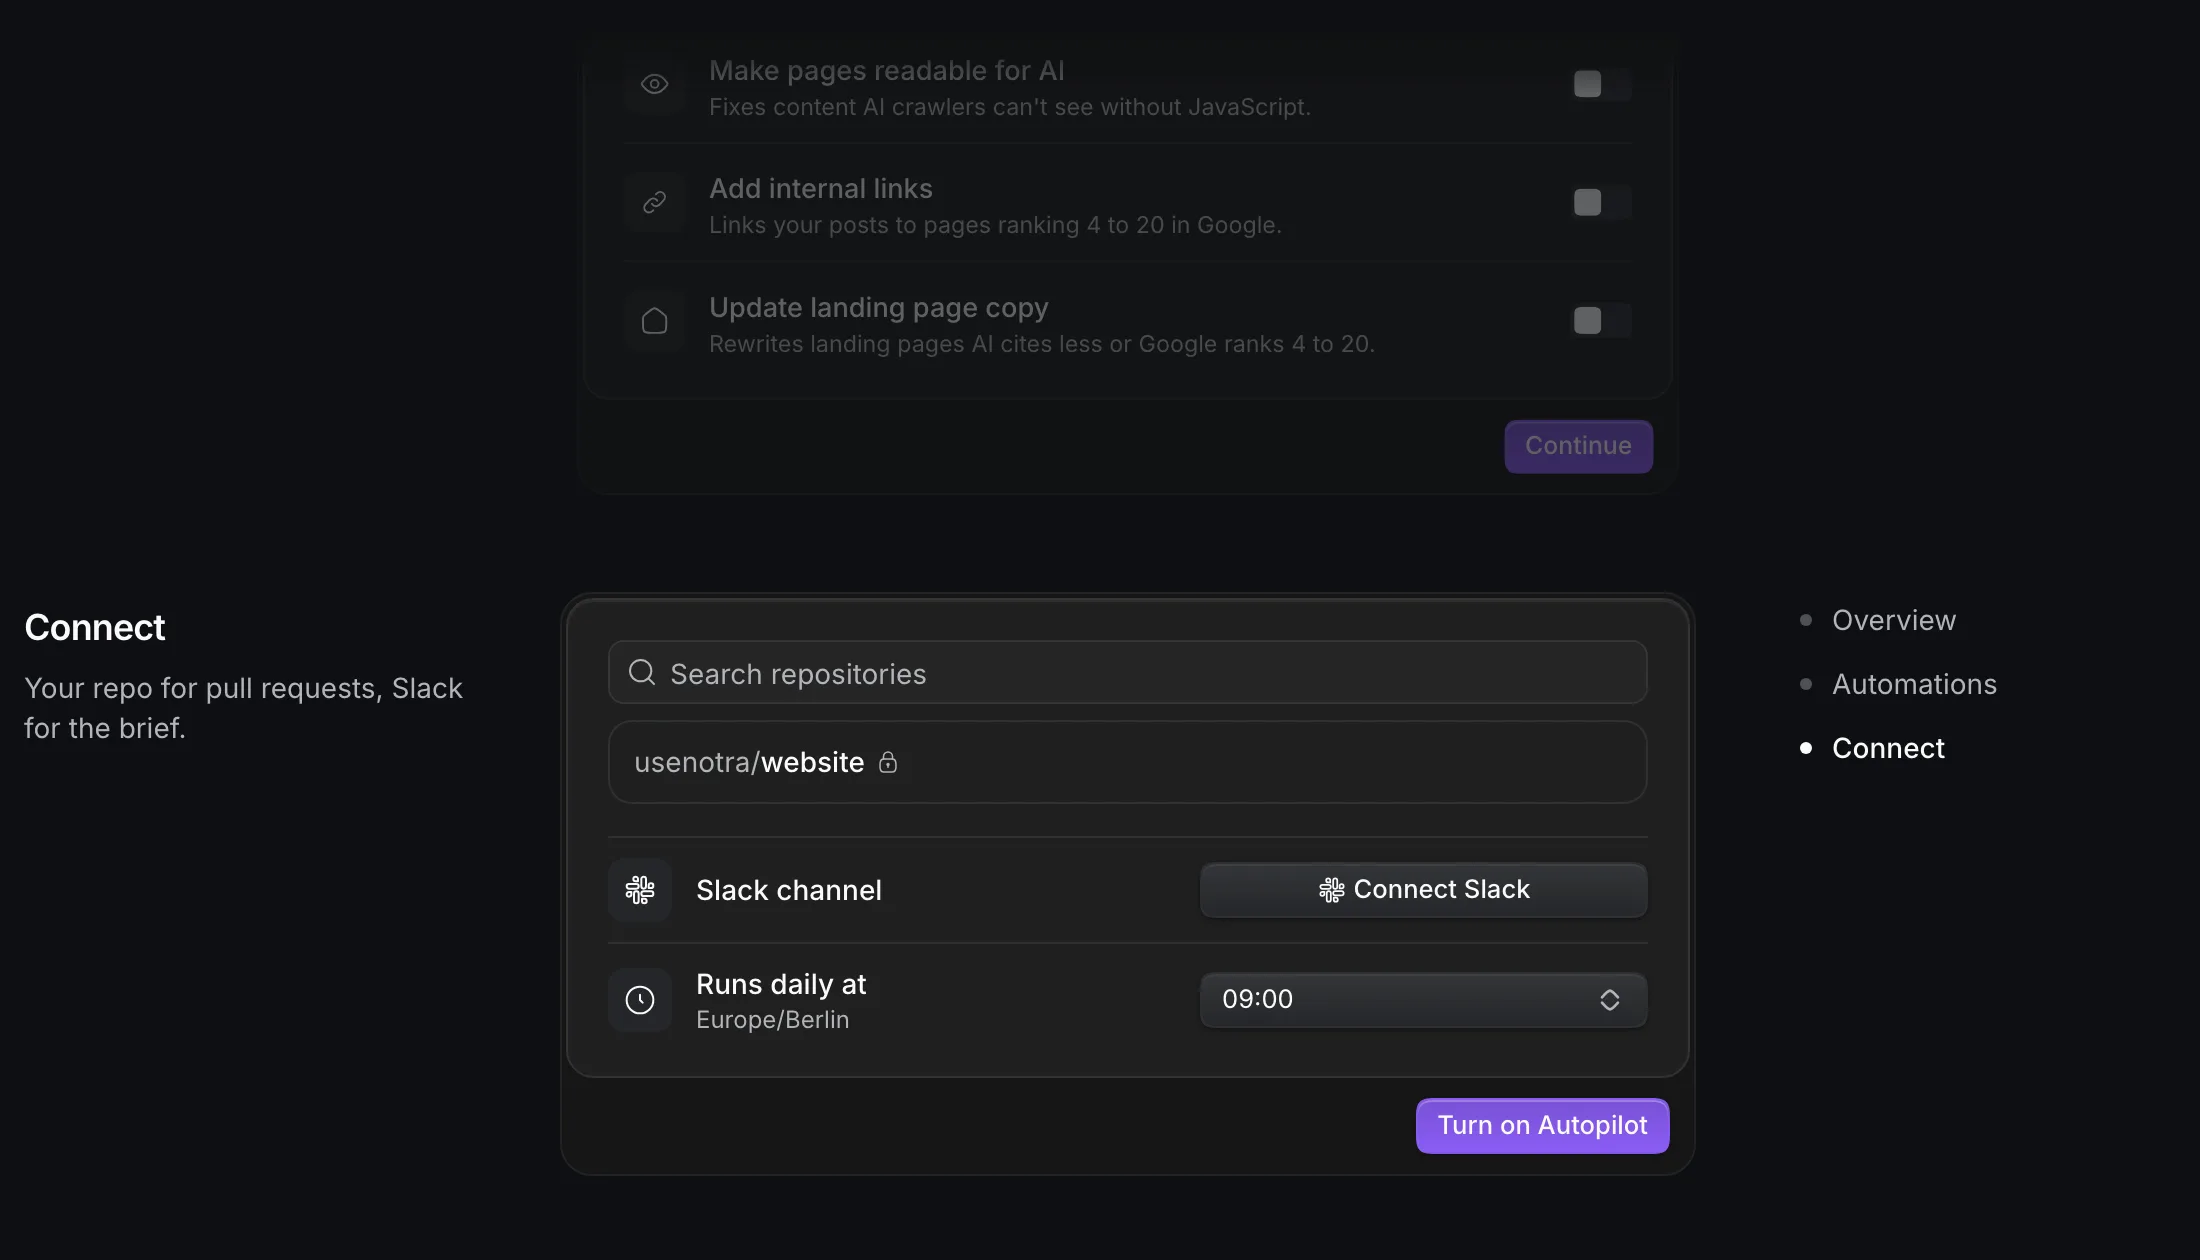 Make pages readable for AI
Fixes content AI crawlers can't see without JavaScript.
Add internal links
Links your posts to pages ranking 4 to 20 in Google.
Update landing page copy
Rewrites landing pages AI cites less or Google ranks 4 to 20.
Continue
Connect
Your repo for pull requests, Slack
for the brief.
Search repositories
usenotra/website
Slack channel
Connect Slack
Runs daily at
Europe/Berlin
09:00
Turn on Autopilot
Overview
Automations
Connect